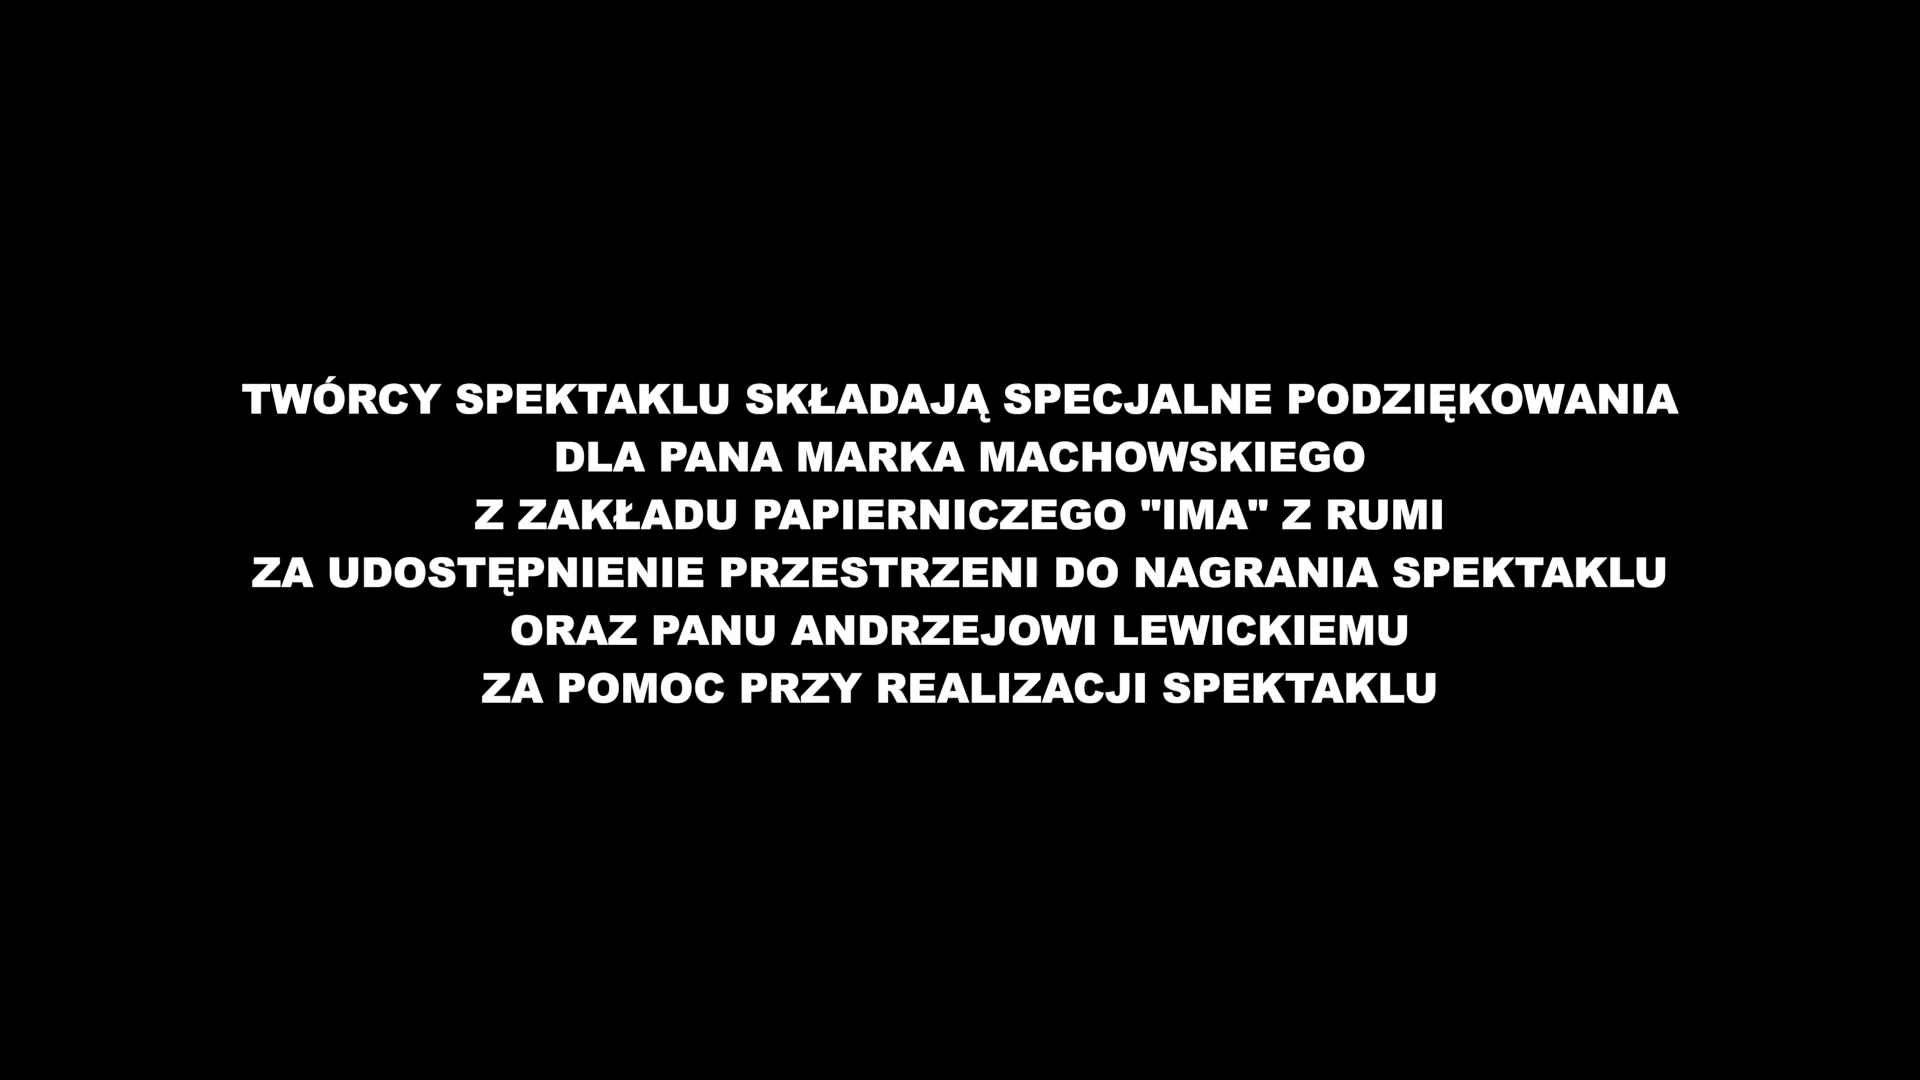 TWÓRCY SPEKTAKLU SKŁADAJĄ SPECJALNE PODZIĘKOWANIA
DLA PANA MARKA MACHOWSKIEGO
Z ZAKŁADU PAPIERNICZEGO "IMA" Z RUMI
ZA UDOSTĘPNIENIE PRZESTRZENI DO NAGRANIA SPEKTAKLU
ORAZ PANU ANDRZEJOWI LEWICKIEMU
ZA POMOC PRZY REALIZACJI SPEKTAKLU